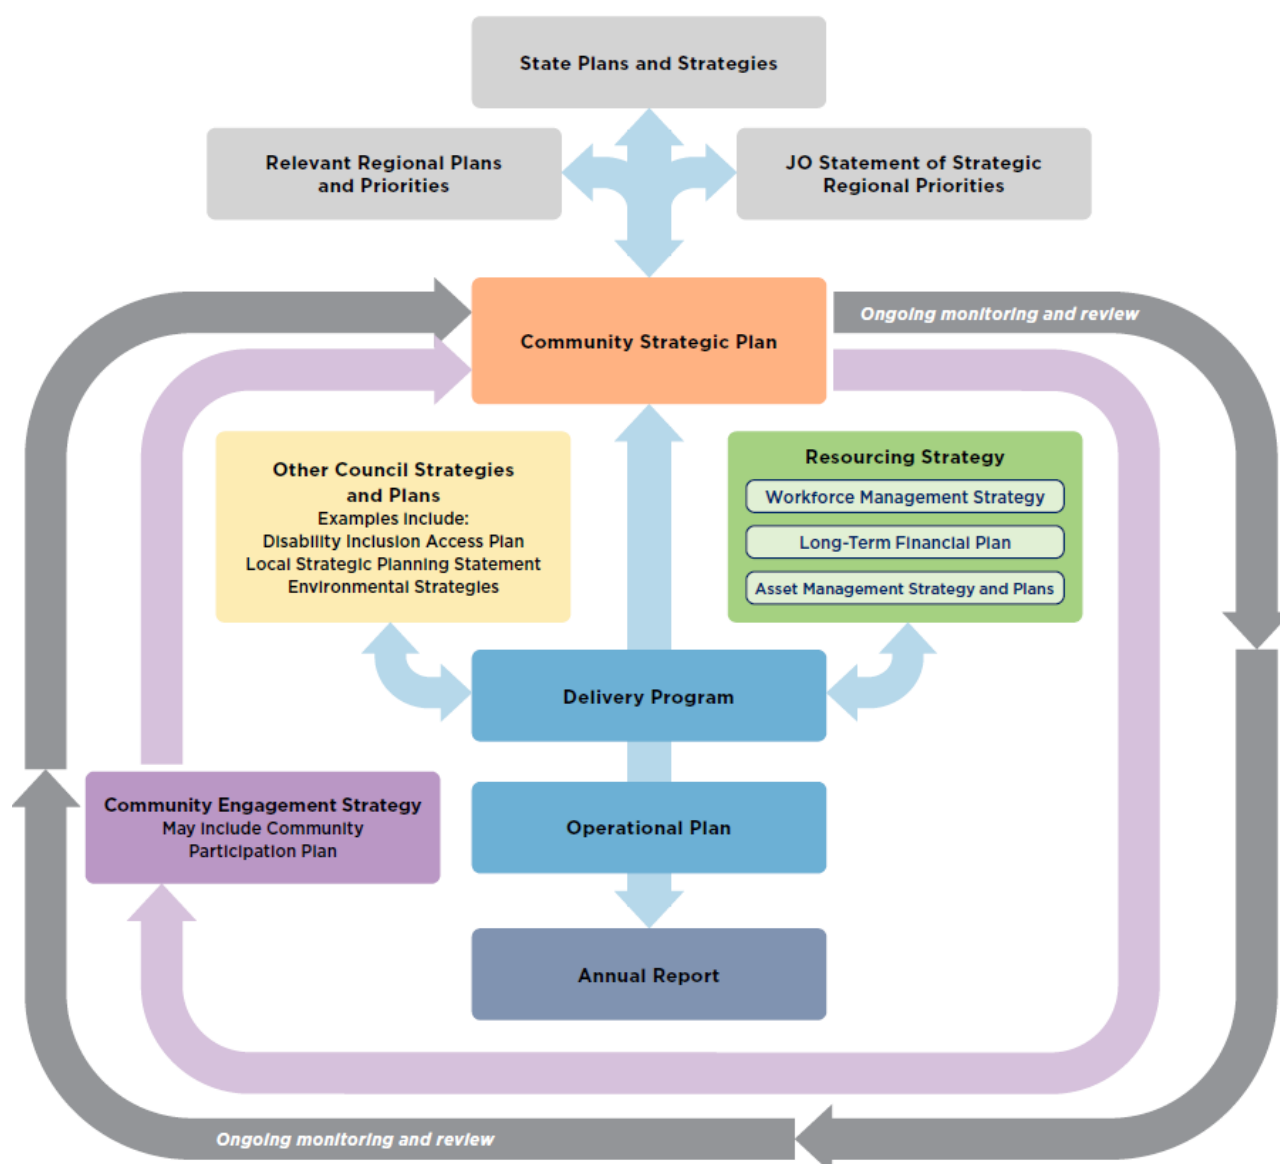 State Plans and Strategies
Relevant Regional Plans
and Priorities
JO Statement of Strategic
Regional Priorities
Community Strategic Plan
Ongoing monitoring and review
Other Council Strategies
and Plans
Examples include:
Disability Inclusion Access Plan
Local Strategic Planning Statement
Environmental Strategies
Resourcing Strategy
Workforce Management Strategy
Long-Term Financial Plan
Asset Management Strategy and Plans
Delivery Program
Community Engagement Strategy
May include Community
Participation Plan
Operational Plan
Annual Report
Ongoing monitoring and review